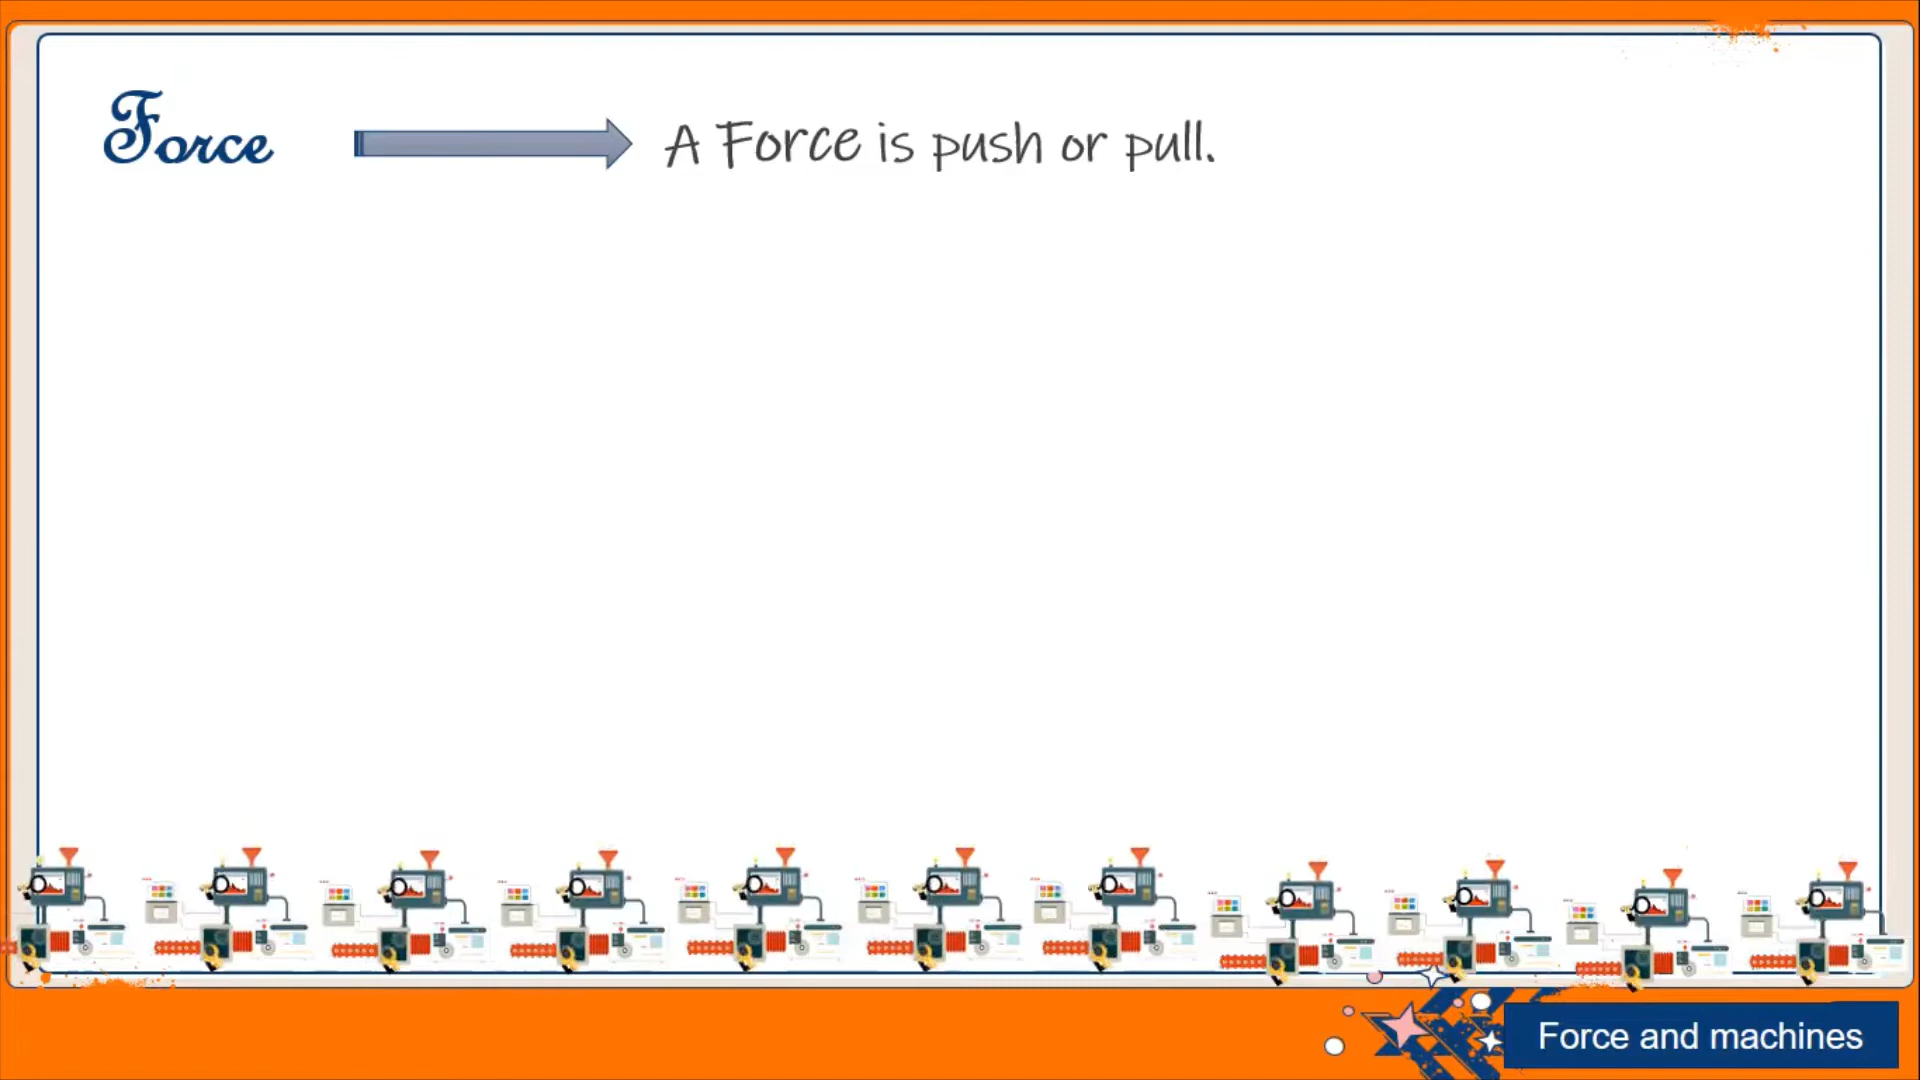 Force
A Force is push or pull.
Force and machines